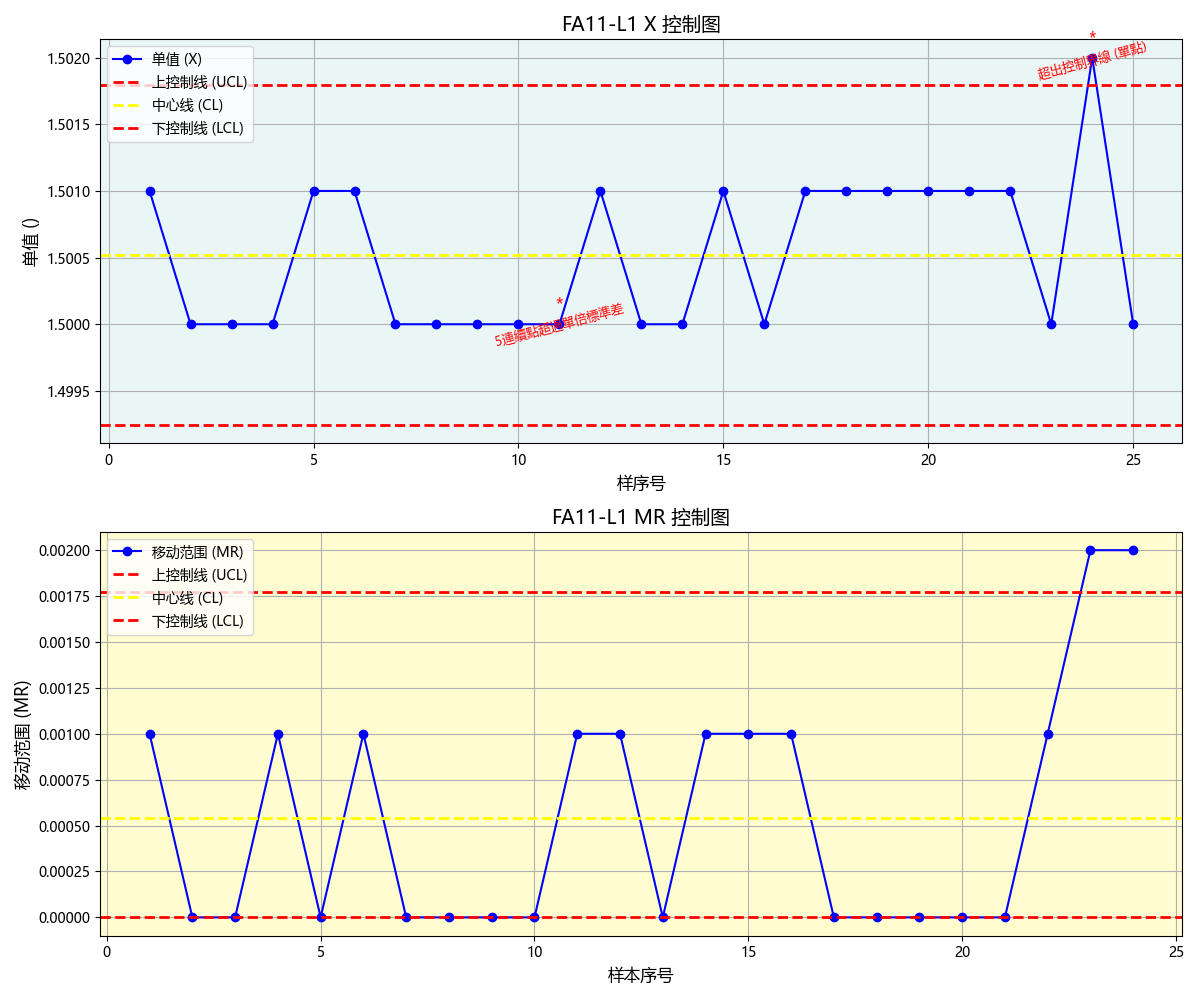 FA11-L1 X 控制图
单值 (X)
上控制线 (UCL)
中心线 (CL)
下控制线 (LCL)
*
超出控制界線 (單點)
*
5連續點超過單倍標準差
单值 ()
1.5020
1.5015
1.5010
1.5005
1.5000
1.4995
0 5 10 15 20 25
样序号
FA11-L1 MR 控制图
移动范围 (MR)
上控制线 (UCL)
中心线 (CL)
下控制线 (LCL)
移动范围 (MR)
0.00200
0.00175
0.00150
0.00125
0.00100
0.00075
0.00050
0.00025
0.00000
0 5 10 15 20 25
样本序号